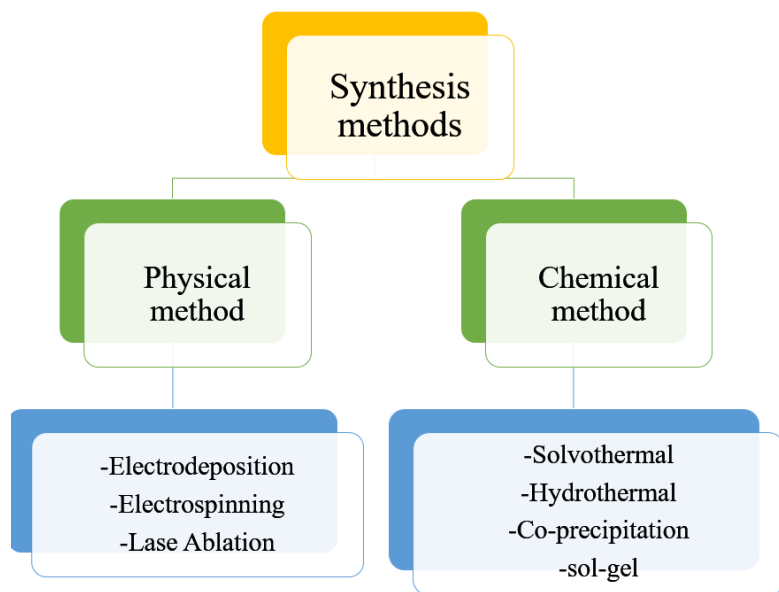 Synthesis
methods
Physical
method
Chemical
method
-Electrodeposition
-Electrospinning
-Lase Ablation
-Solvothermal
-Hydrothermal
-Co-precipitation
-sol-gel